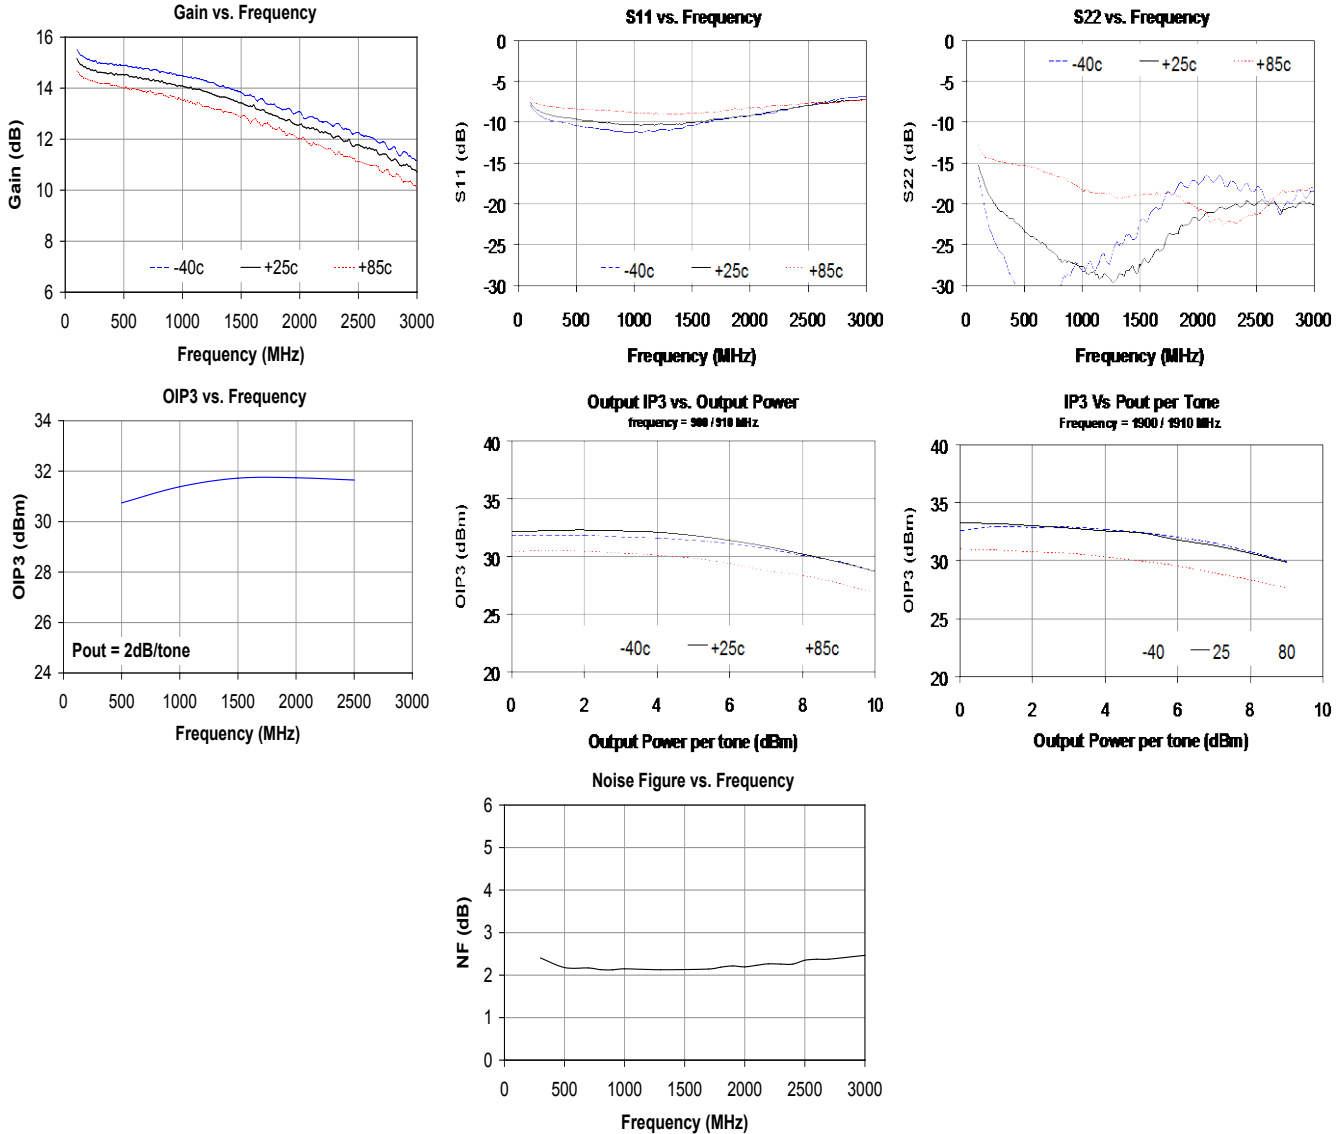 Gain vs. Frequency
16
14
12
10
8
6
Gain (dB)
-40c +25c +85c
0 500 1000 1500 2000 2500 3000
Frequency (MHz)
S11 vs. Frequency
0
-5
-10
-15
-20
-25
-30
S11 (dB)
-40c +25c +85c
0 500 1000 1500 2000 2500 3000
Frequency (MHz)
S22 vs. Frequency
-40c +25c +85c
0
-5
-10
-15
-20
-25
-30
S22 (dB)
0 500 1000 1500 2000 2500 3000
Frequency (MHz)
OIP3 vs. Frequency
34
32
30
28
26
24
OIP3 (dBm)
Pout = 2dB/tone
0 500 1000 1500 2000 2500 3000
Frequency (MHz)
Output IP3 vs. Output Power
frequency = 900 / 910 MHz
40
35
30
25
20
OIP3 (dBm)
-40c +25c +85c
0 2 4 6 8 10
Output Power per tone (dBm)
IP3 Vs Pout per Tone
Frequency = 1900 / 1910 MHz
40
35
30
25
20
OIP3 (dBm)
-40 25 80
0 2 4 6 8 10
Output Power per tone (dBm)
Noise Figure vs. Frequency
6
5
4
3
2
1
0
NF (dB)
0 500 1000 1500 2000 2500 3000
Frequency (MHz)